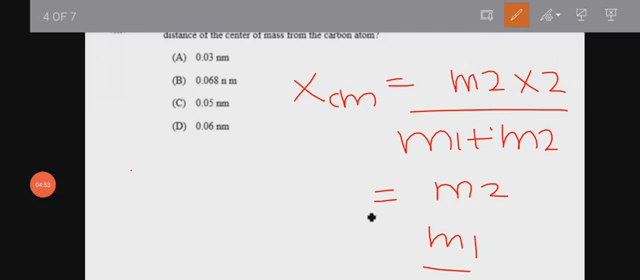 4 OF 7
distance of the center of mass from the carbon atom?
(A) 0.03 nm
(B) 0.068 n m
(C) 0.05 nm
(D) 0.06 nm
Xcm = m2 x 2
m1 + m2
= m2
m1
04:53